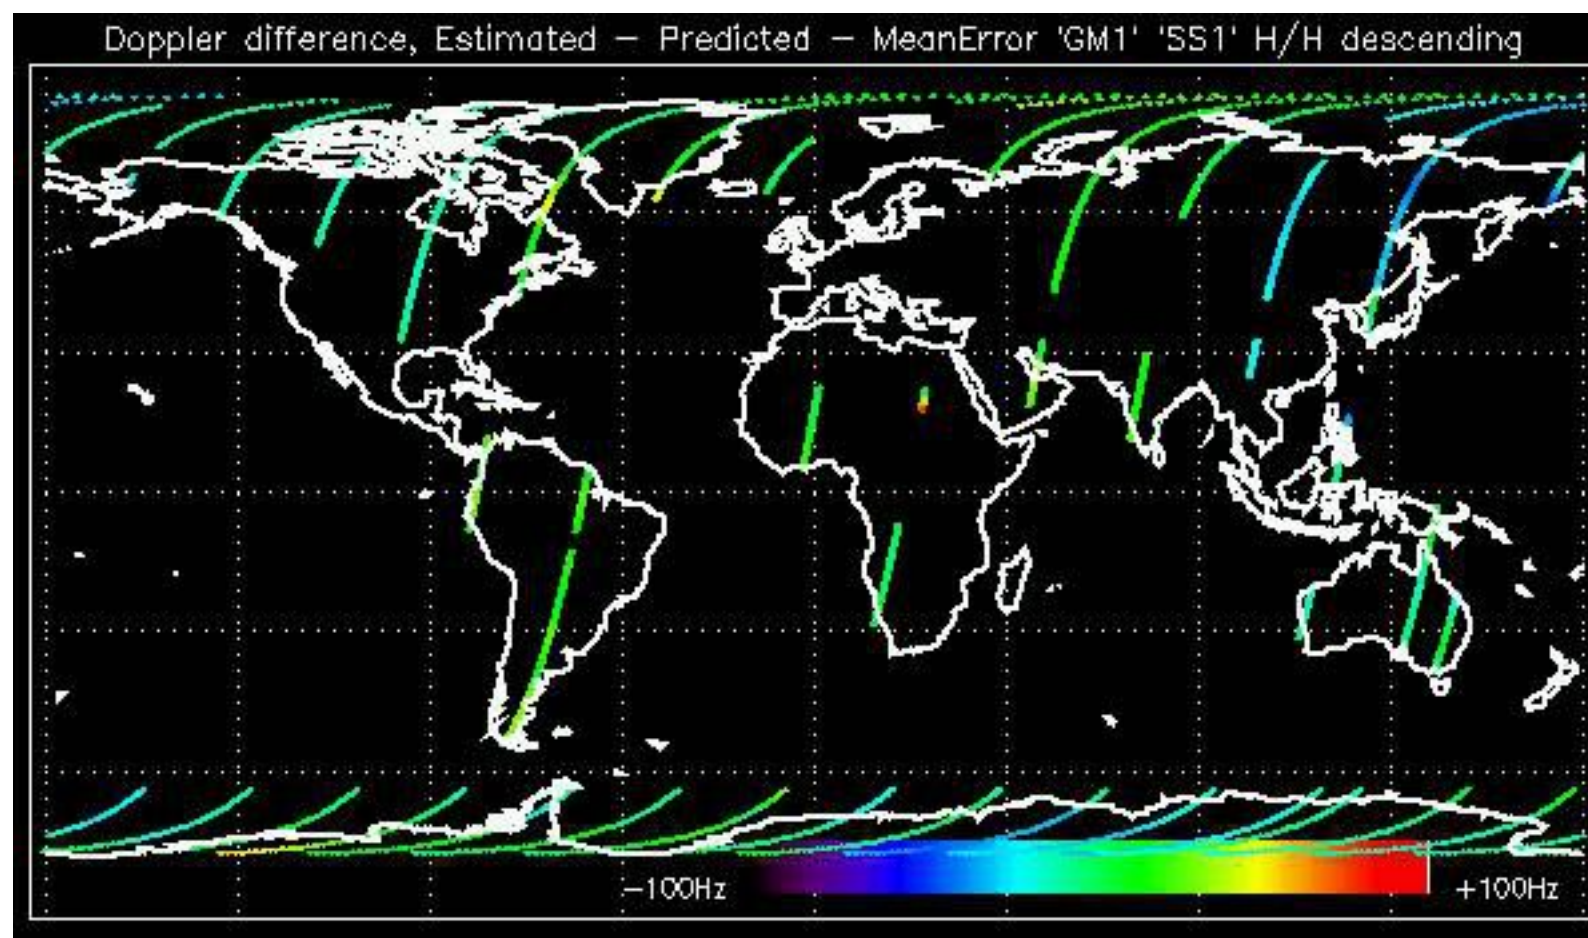 Doppler difference, Estimated – Predicted – MeanError 'GM1' 'SS1' H/H descending
−100Hz
+100Hz